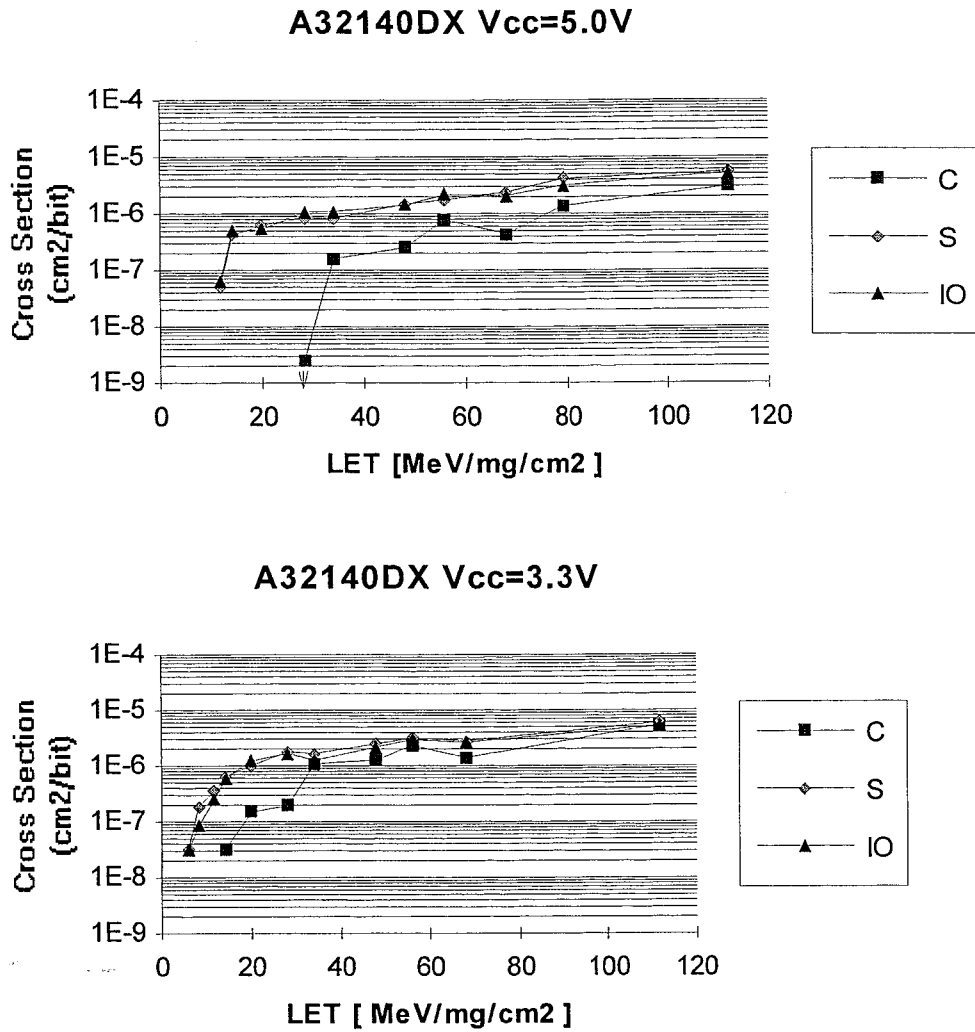 A32140DX Vcc=5.0V
Cross Section
(cm2/bit)
1E-4
1E-5
1E-6
1E-7
1E-8
1E-9
0 20 40 60 80 100 120
LET [MeV/mg/cm2 ]
C
S
IO
A32140DX Vcc=3.3V
Cross Section
(cm2/bit)
1E-4
1E-5
1E-6
1E-7
1E-8
1E-9
0 20 40 60 80 100 120
LET [ MeV/mg/cm2 ]
C
S
IO